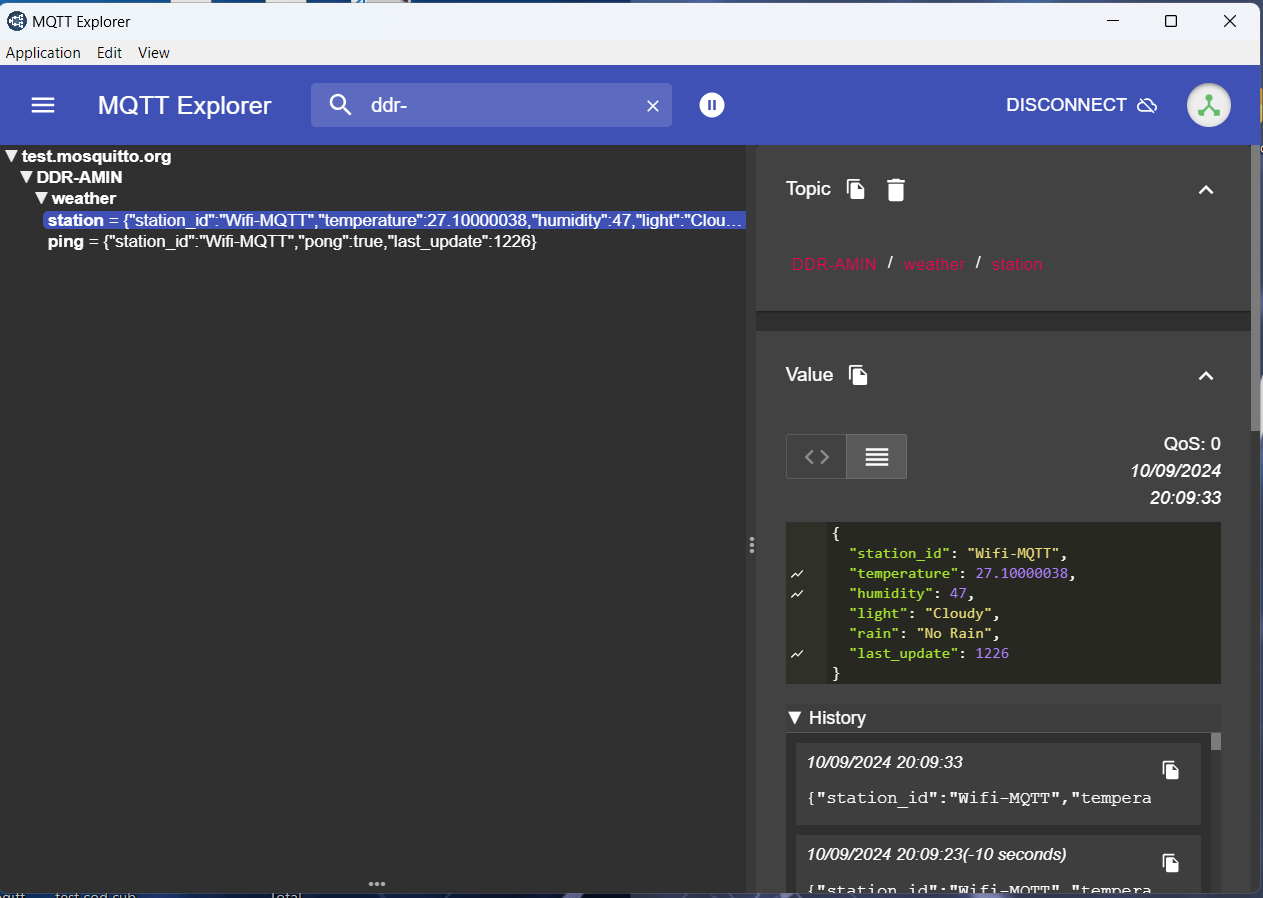 MQTT Explorer
Application Edit View
MQTT Explorer ddr- DISCONNECT
▼ test.mosquitto.org
▼ DDR-AMIN
▼ weather
station = {"station_id":"Wifi-MQTT","temperature":27.10000038,"humidity":47,"light":"Clou...
ping = {"station_id":"Wifi-MQTT","pong":true,"last_update":1226}
Topic
DDR-AMIN / weather / station
Value
QoS: 0
10/09/2024
20:09:33
{
"station_id": "Wifi-MQTT",
"temperature": 27.10000038,
"humidity": 47,
"light": "Cloudy",
"rain": "No Rain",
"last_update": 1226
}
▼ History
10/09/2024 20:09:33
{"station_id":"Wifi-MQTT","tempera
10/09/2024 20:09:23(-10 seconds)
{"station_id":"Wifi-MQTT","tempera